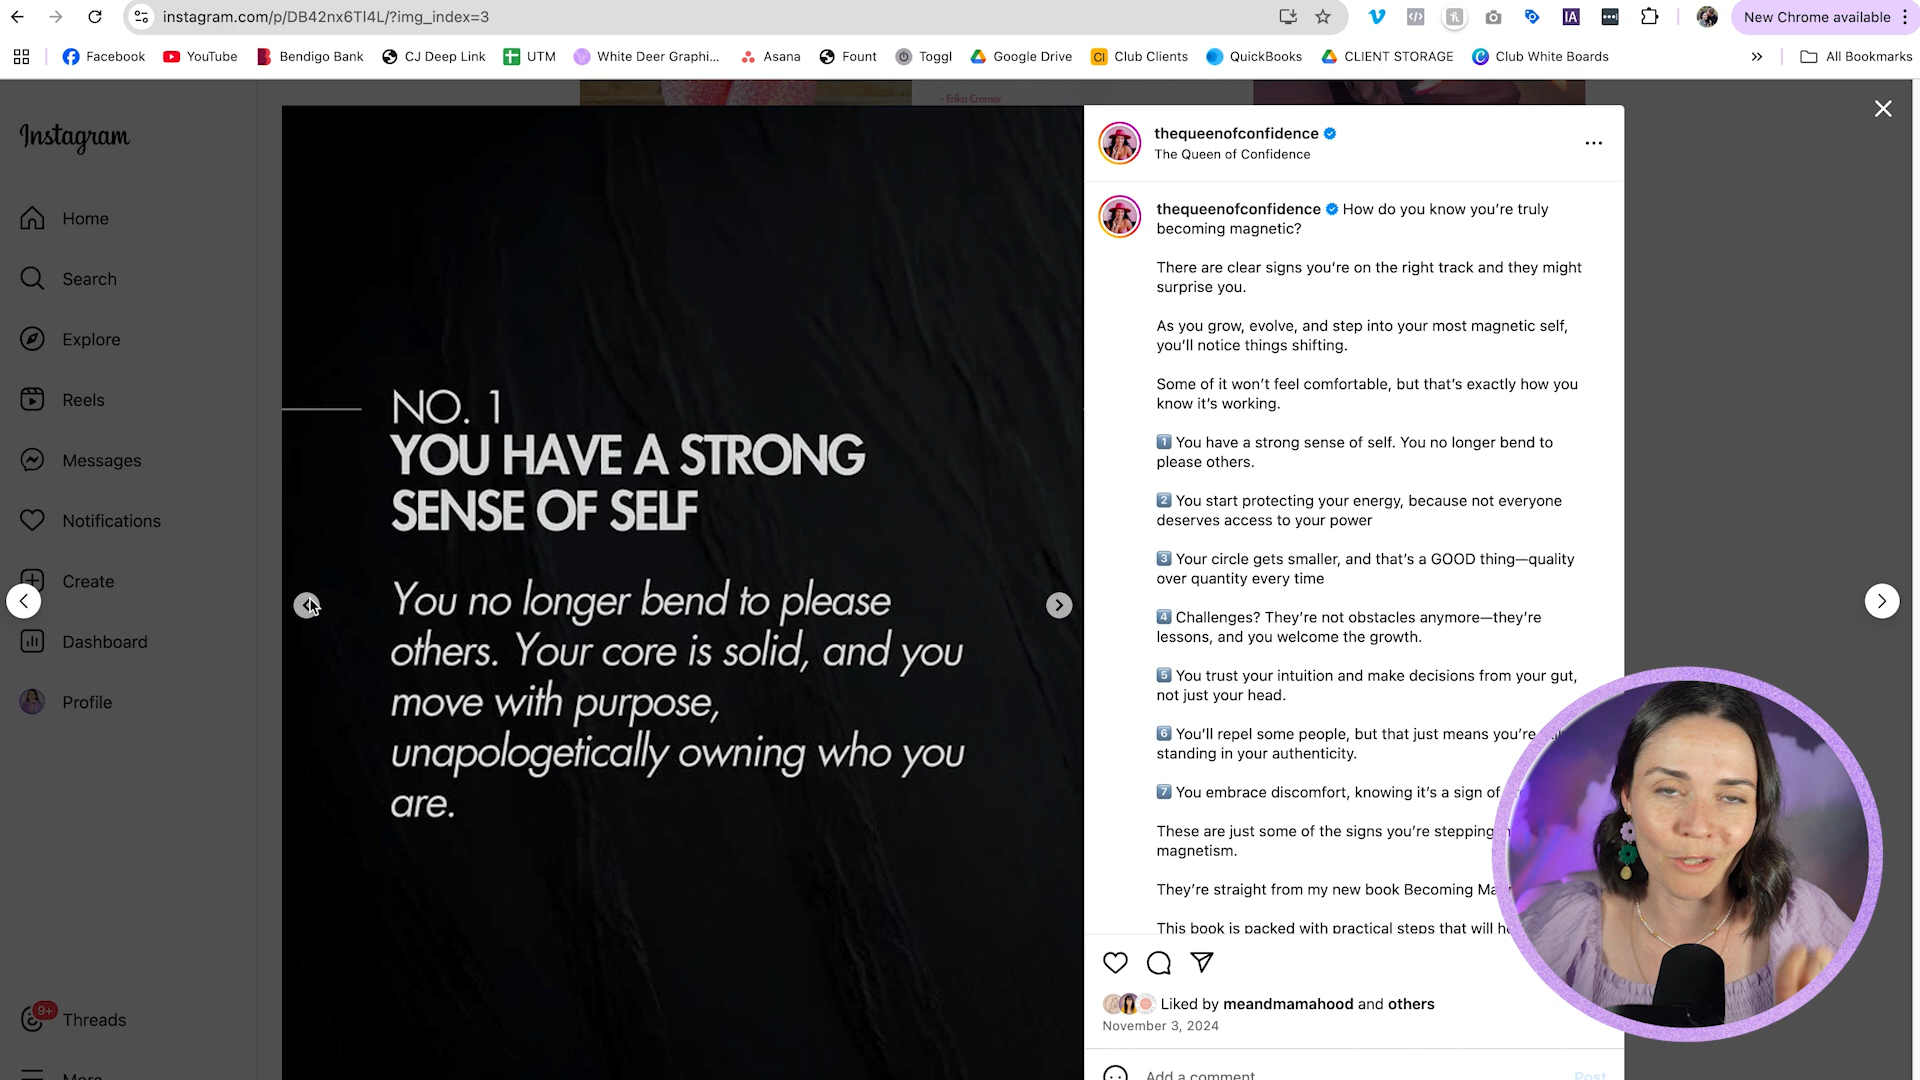 instagram.com/p/DB42nx6Tl4L/?img_index=3
New Chrome available
Facebook
YouTube
Bendigo Bank
CJ Deep Link
UTM
White Deer Graphi...
Asana
Fount
Toggl
Google Drive
Club Clients
QuickBooks
CLIENT STORAGE
Club White Boards
All Bookmarks
- Erika Cramer
Instagram
Home
Search
Explore
Reels
Messages
Notifications
Create
Dashboard
Profile
9+
Threads
More
NO. 1
YOU HAVE A STRONG
SENSE OF SELF
You no longer bend to please
others. Your core is solid, and you
move with purpose,
unapologetically owning who you
are.
thequeenofconfidence
The Queen of Confidence
thequeenofconfidence How do you know you're truly
becoming magnetic?
There are clear signs you're on the right track and they might
surprise you.
As you grow, evolve, and step into your most magnetic self,
you'll notice things shifting.
Some of it won't feel comfortable, but that's exactly how you
know it's working.
1 You have a strong sense of self. You no longer bend to
please others.
2 You start protecting your energy, because not everyone
deserves access to your power
3 Your circle gets smaller, and that's a GOOD thing—quality
over quantity every time
4 Challenges? They're not obstacles anymore—they're
lessons, and you welcome the growth.
5 You trust your intuition and make decisions from your gut,
not just your head.
6 You'll repel some people, but that just means you're
standing in your authenticity.
7 You embrace discomfort, knowing it's a sign of
These are just some of the signs you're stepping
magnetism.
They're straight from my new book Becoming
This book is packed with practical steps that will
Liked by meandmamahood and others
November 3, 2024
Add a comment
Post
IA